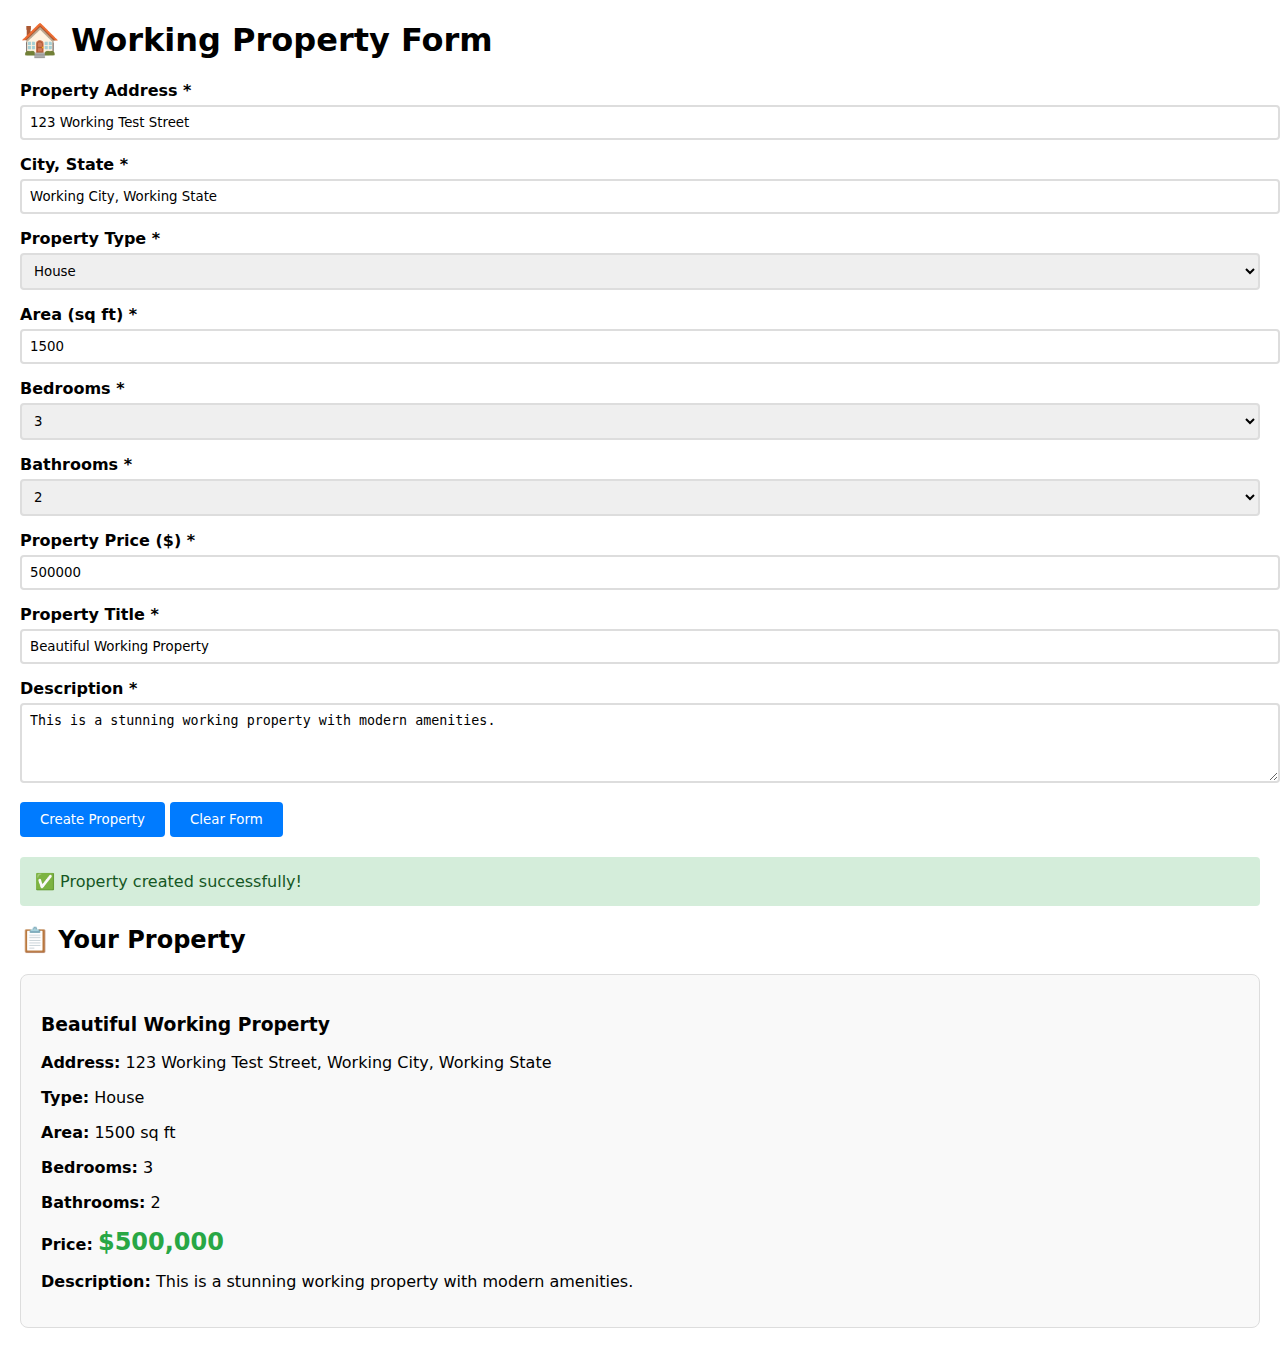 🏠 Working Property Form
Property Address *
123 Working Test Street
City, State *
Working City, Working State
Property Type *
House
Area (sq ft) *
1500
Bedrooms *
3
Bathrooms *
2
Property Price ($) *
500000
Property Title *
Beautiful Working Property
Description *
This is a stunning working property with modern amenities.
Create Property Clear Form
✅ Property created successfully!
📋 Your Property
Beautiful Working Property
Address: 123 Working Test Street, Working City, Working State
Type: House
Area: 1500 sq ft
Bedrooms: 3
Bathrooms: 2
Price: $500,000
Description: This is a stunning working property with modern amenities.